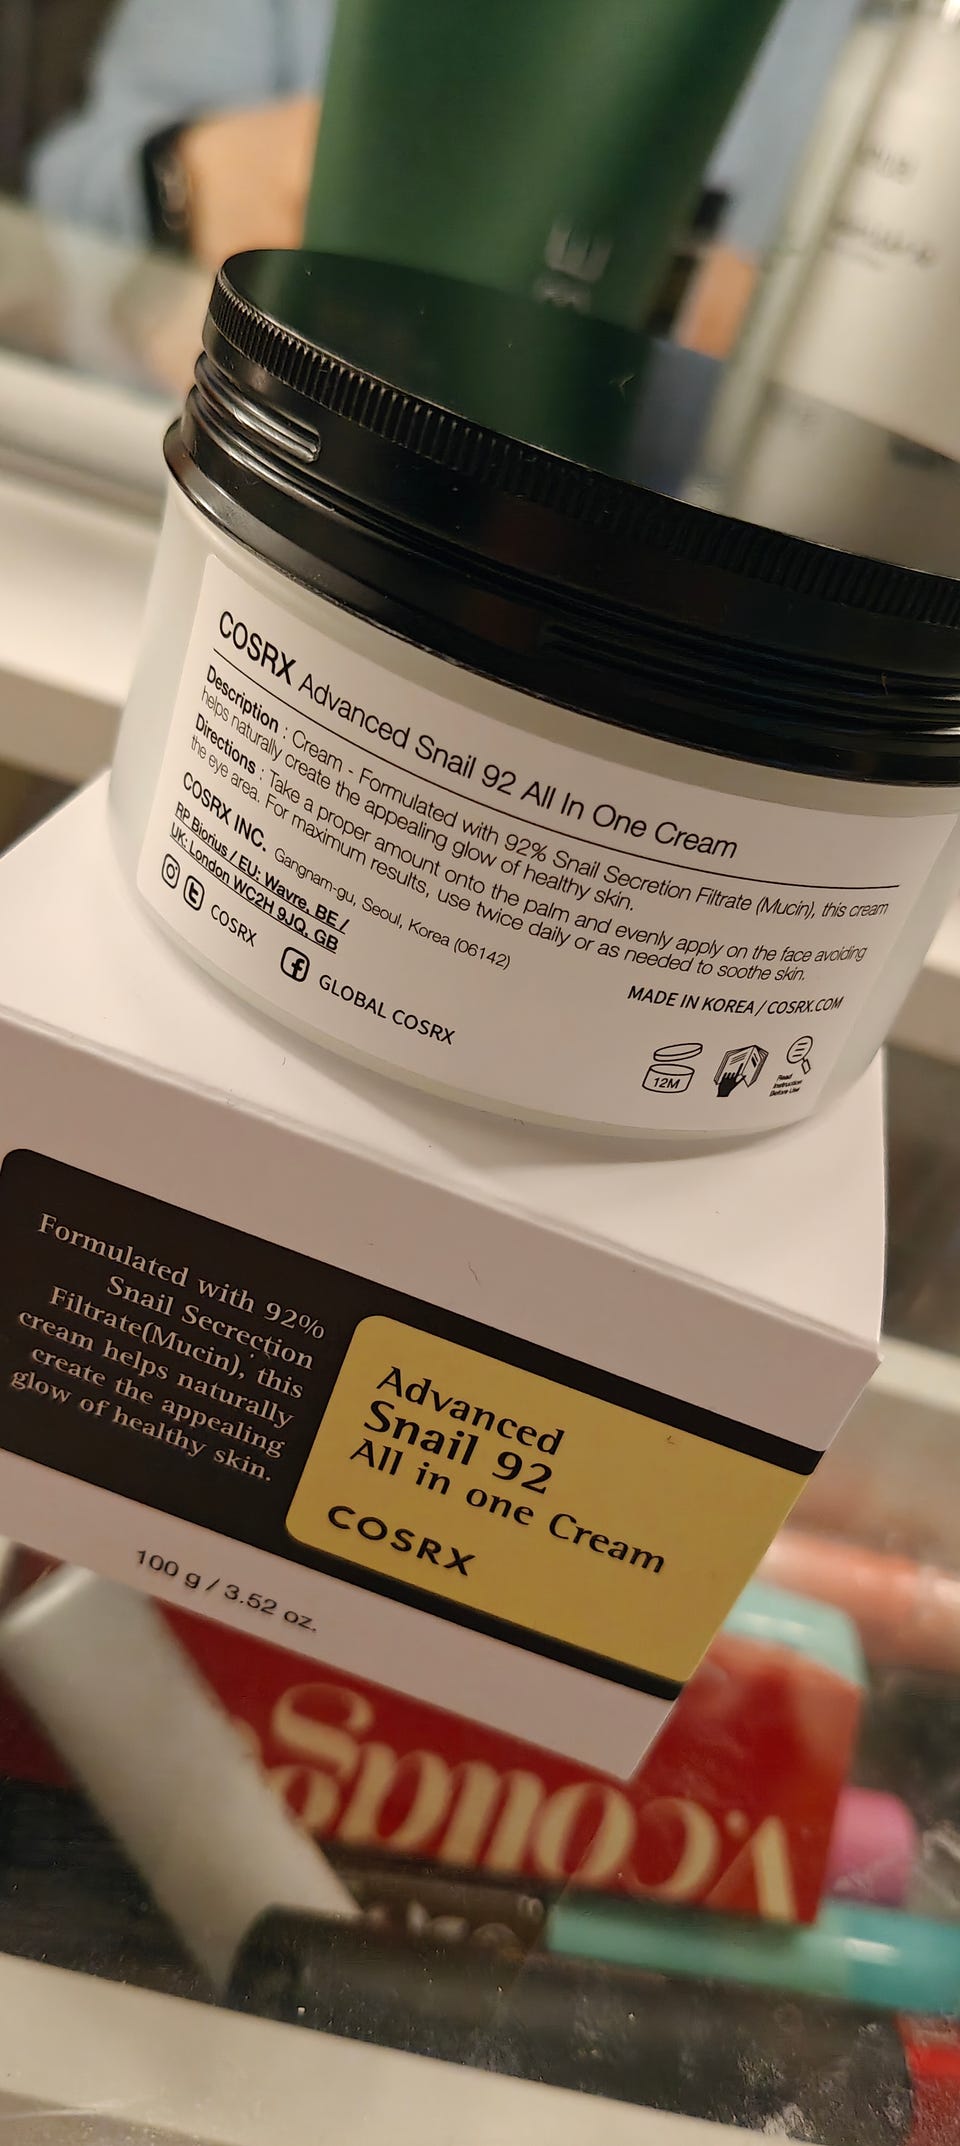 COSRX Advanced Snail 92 All In One Cream
Description : Cream - Formulated with 92% Snail Secretion Filtrate (Mucin), this cream
helps naturally create the appealing glow of healthy skin.
Directions : Take a proper amount onto the palm and evenly apply on the face avoiding
the eye area. For maximum results, use twice daily or as needed to soothe skin.
COSRX INC. Gangnam-gu, Seoul, Korea (06142)
RP Biorius / EU: Wavre, BE /
UK: London WC2H 9JQ, GB
MADE IN KOREA / COSRX.COM
COSRX
GLOBAL COSRX
12M
Read
Instruction
Before Use
Formulated with 92%
Snail Secrection
Filtrate(Mucin), this
cream helps naturally
create the appealing
glow of healthy skin.
Advanced
Snail 92
All in one Cream
COSRX
100 g / 3.52 oz.